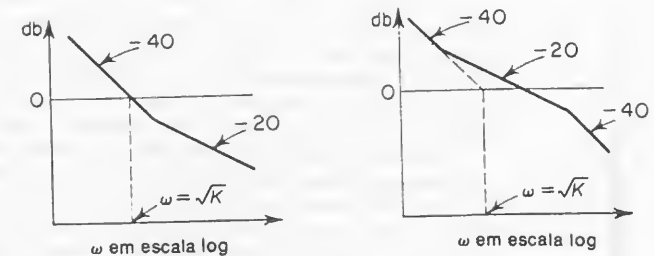 db
-40
0
-20
ω = √K
ω em escala log
db
-40
-20
0
-40
ω = √K
ω em escala log